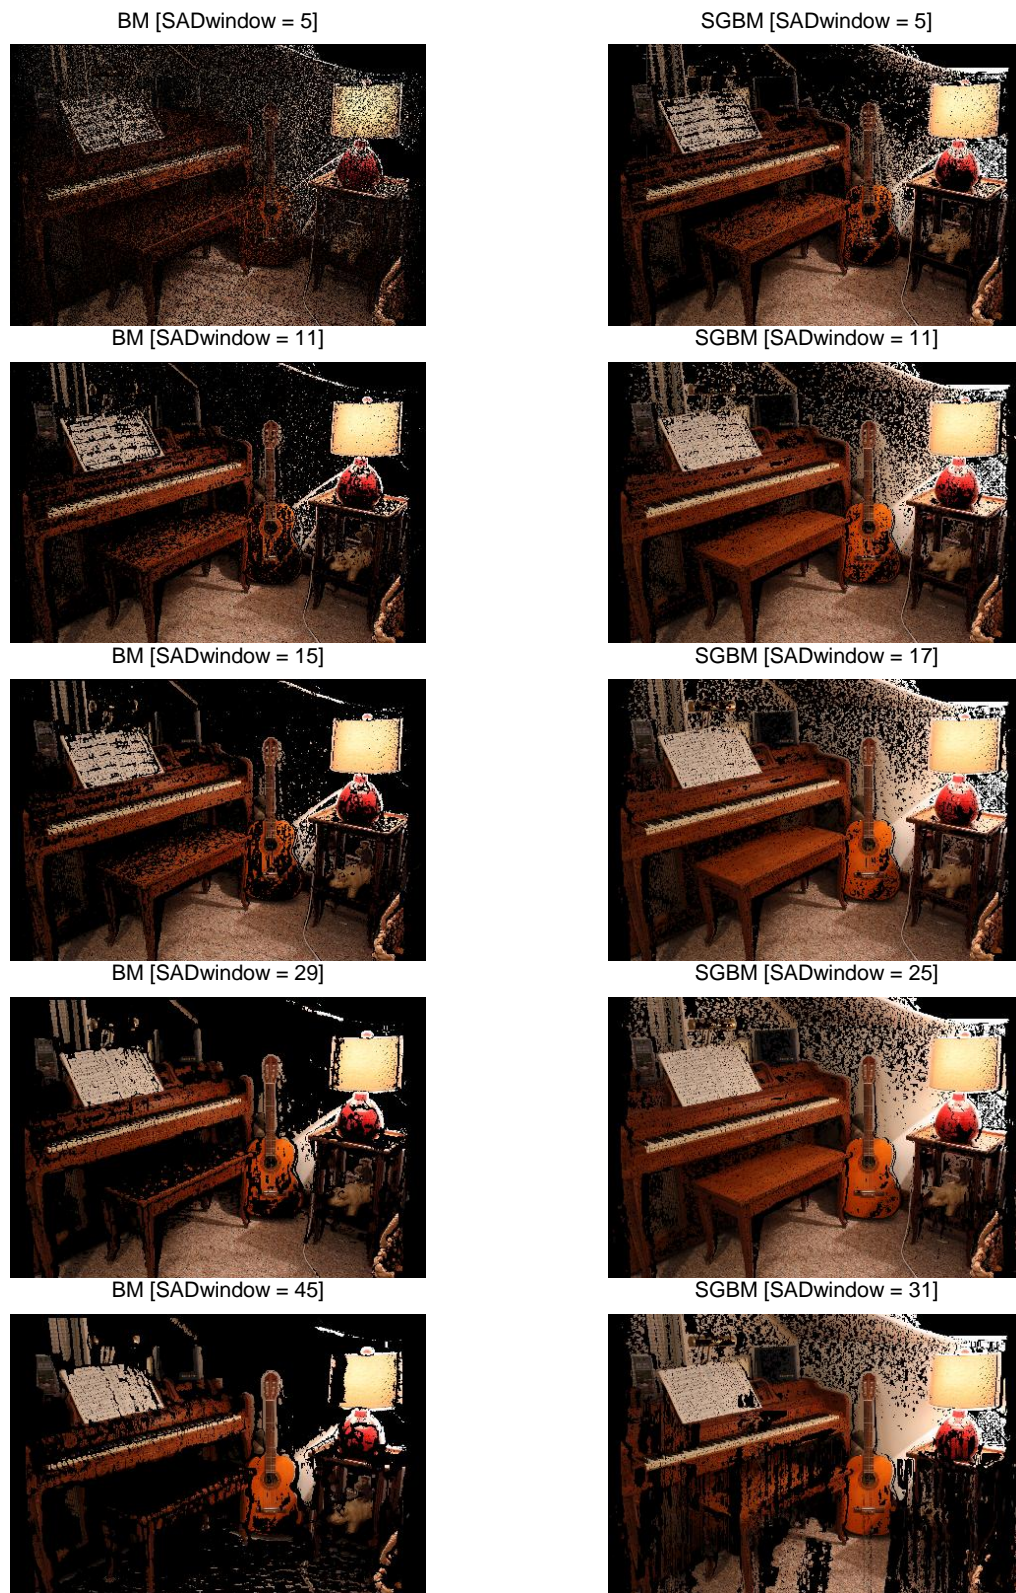 BM [SADwindow = 5]
SGBM [SADwindow = 5]
BM [SADwindow = 11]
SGBM [SADwindow = 11]
BM [SADwindow = 15]
SGBM [SADwindow = 17]
BM [SADwindow = 29]
SGBM [SADwindow = 25]
BM [SADwindow = 45]
SGBM [SADwindow = 31]